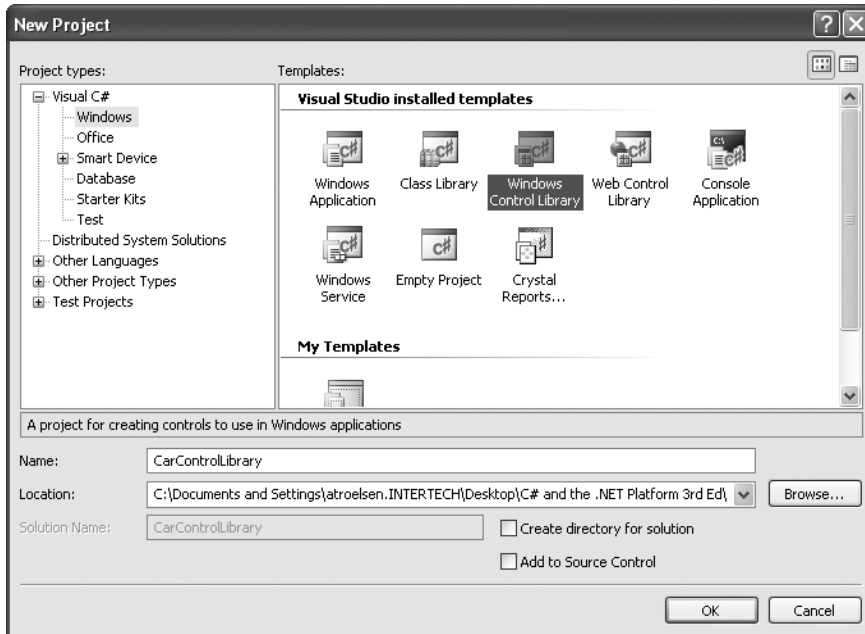 New Project
Project types:
Templates:
Visual C#
Windows
Office
Smart Device
Database
Starter Kits
Test
Distributed System Solutions
Other Languages
Other Project Types
Test Projects
Visual Studio installed templates
Windows Application
Class Library
Windows Control Library
Web Control Library
Console Application
Windows Service
Empty Project
Crystal Reports...
My Templates
A project for creating controls to use in Windows applications
Name:
CarControlLibrary
Location:
C:\Documents and Settings\atroelsen.INTERTECH\Desktop\C# and the .NET Platform 3rd Ed\
Browse...
Solution Name:
CarControlLibrary
Create directory for solution
Add to Source Control
OK
Cancel